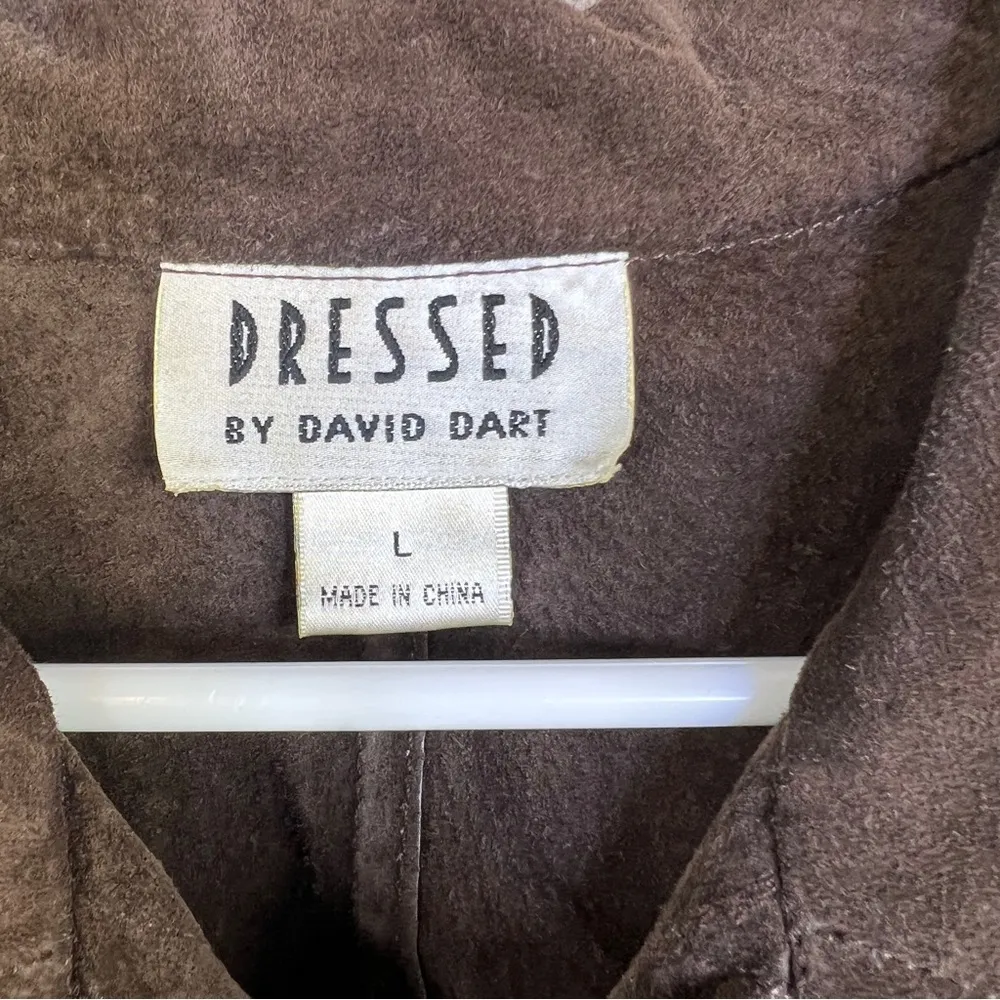 DRESSED
BY DAVID DART
L
MADE IN CHINA